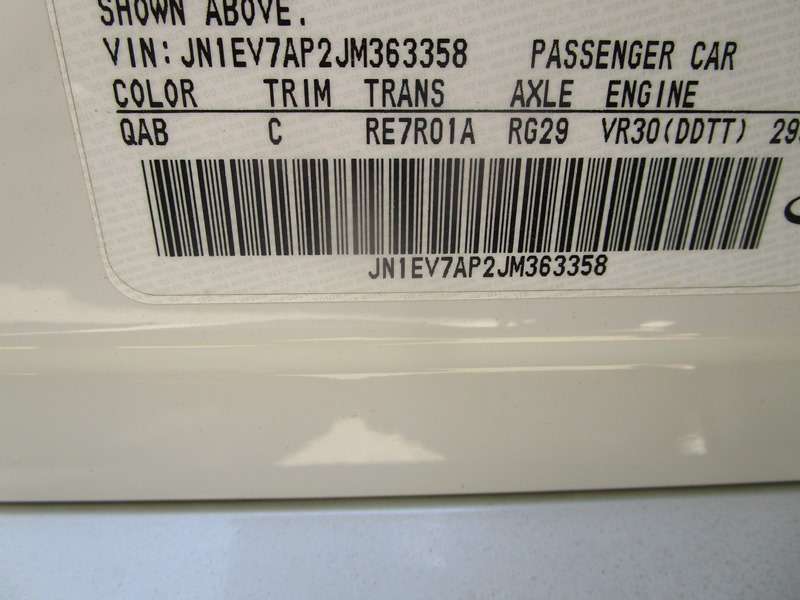 SHOWN ABOVE.
VIN: JN1EV7AP2JM363358 PASSENGER CAR
COLOR TRIM TRANS AXLE ENGINE
QAB C RE7R01A RG29 VR30(DDTT)
JN1EV7AP2JM363358